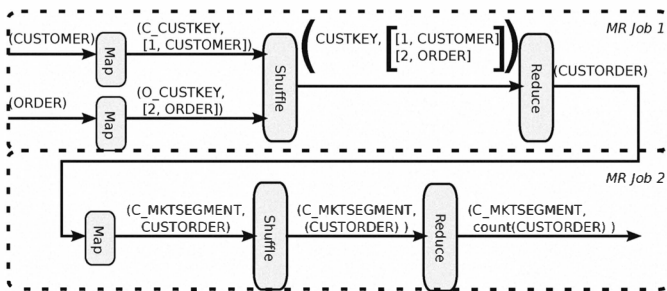 MR Job 1
(CUSTOMER)
Map
(C_CUSTKEY,
[1, CUSTOMER])
(ORDER)
Map
(O_CUSTKEY,
[2, ORDER])
Shuffle
(CUSTKEY, [[1, CUSTOMER]
[2, ORDER]])
Reduce
(CUSTORDER)
MR Job 2
Map
(C_MKTSEGMENT,
CUSTORDER)
Shuffle
(C_MKTSEGMENT,
(CUSTORDER) )
Reduce
(C_MKTSEGMENT,
count(CUSTORDER) )